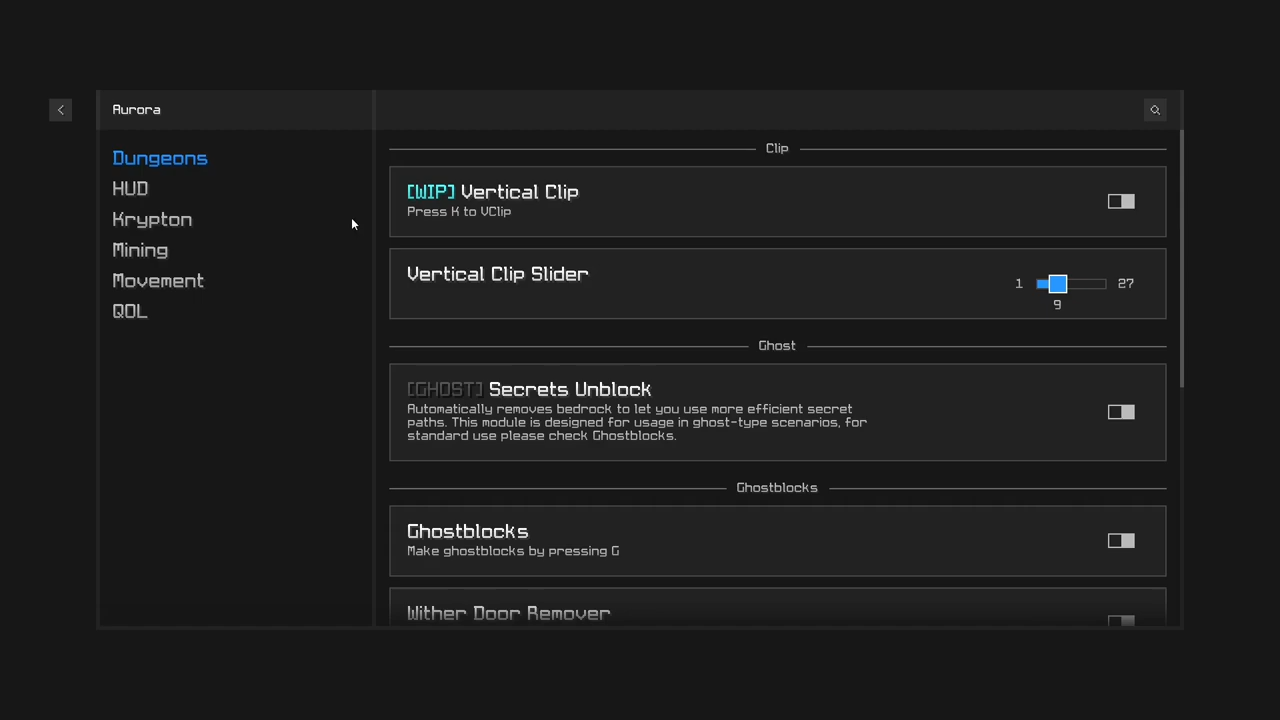 Aurora
Dungeons
HUD
Krypton
Mining
Movement
QOL
Clip
[WIP] Vertical Clip
Press K to VClip
Vertical Clip Slider
1 27
9
Ghost
[GHOST] Secrets Unblock
Automatically removes bedrock to let you use more efficient secret
paths. This module is designed for usage in ghost-type scenarios, for
standard use please check Ghostblocks.
Ghostblocks
Ghostblocks
Make ghostblocks by pressing G
Wither Door Remover